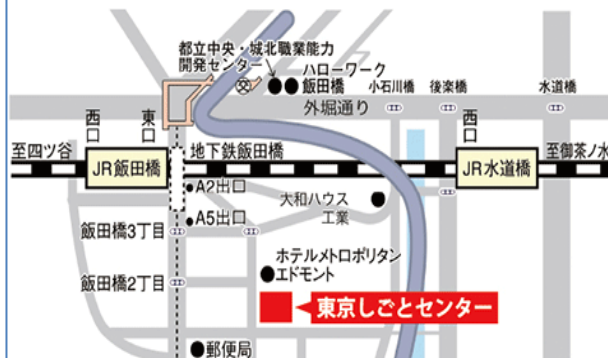 都立中央・城北職業能力
開発センター
ハローワーク
飯田橋
小石川橋
後楽橋
水道橋
外堀通り
西口
東口
西口
至四ツ谷
JR飯田橋
地下鉄飯田橋
JR水道橋
至御茶ノ水
A2出口
大和ハウス
工業
A5出口
飯田橋3丁目
ホテルメトロポリタン
エドモント
飯田橋2丁目
東京しごとセンター
郵便局